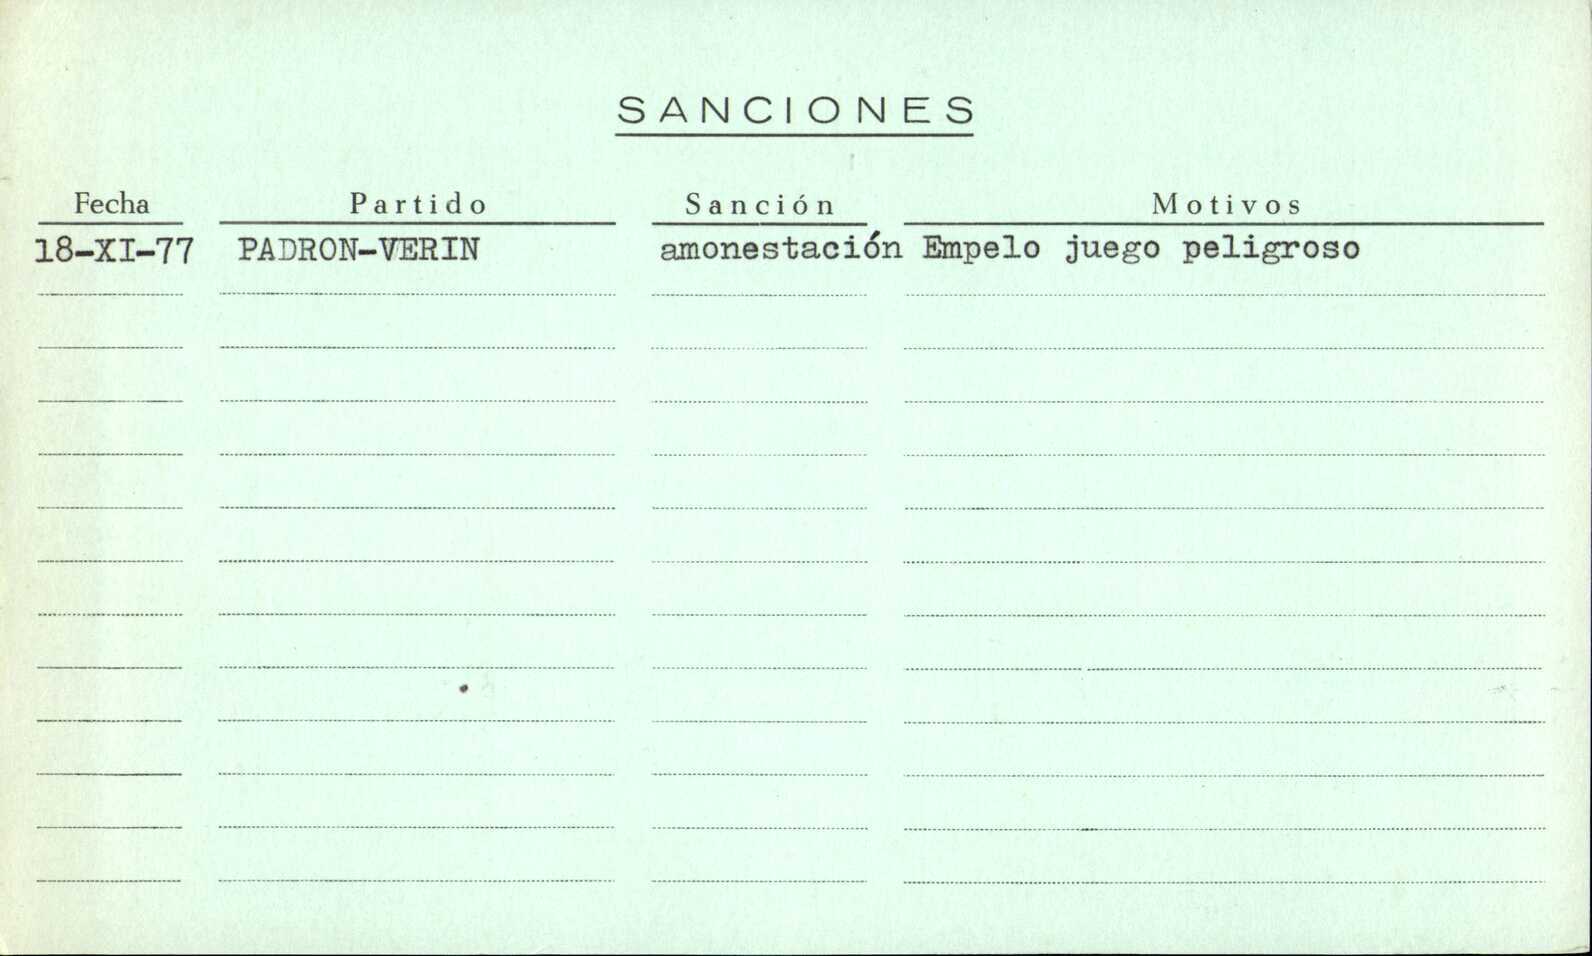 SANCIONES
Fecha Partido Sanción Motivos
18-XI-77 PADRON-VERIN amonestación Empelo juego peligroso